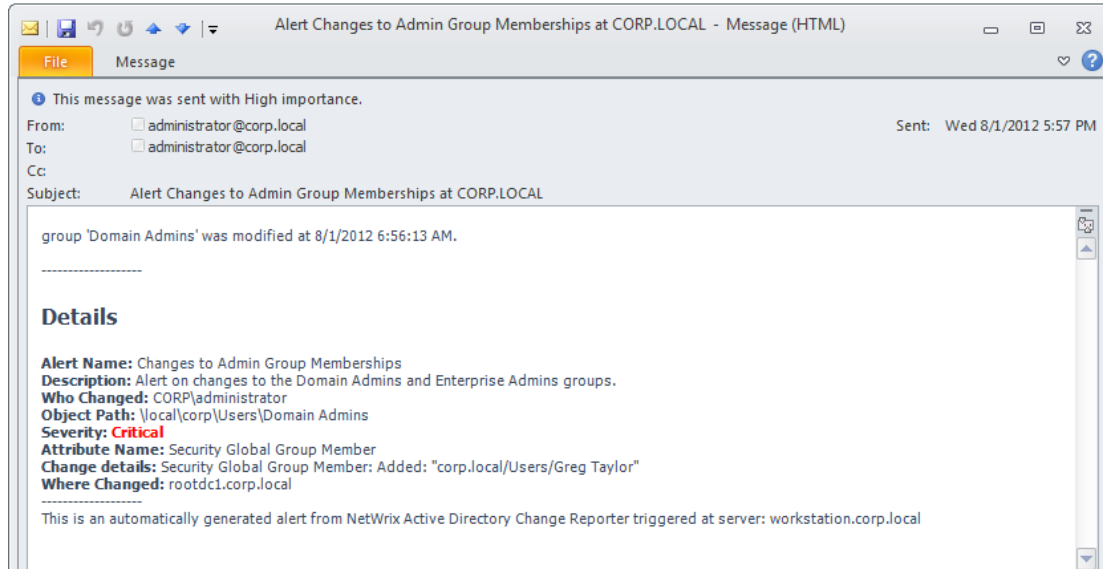 Alert Changes to Admin Group Memberships at CORP.LOCAL - Message (HTML)
File Message
This message was sent with High importance.
From: administrator@corp.local Sent: Wed 8/1/2012 5:57 PM
To: administrator@corp.local
Cc:
Subject: Alert Changes to Admin Group Memberships at CORP.LOCAL
group 'Domain Admins' was modified at 8/1/2012 6:56:13 AM.
-------------------
Details
Alert Name: Changes to Admin Group Memberships
Description: Alert on changes to the Domain Admins and Enterprise Admins groups.
Who Changed: CORP\administrator
Object Path: \local\corp\Users\Domain Admins
Severity: Critical
Attribute Name: Security Global Group Member
Change details: Security Global Group Member: Added: "corp.local/Users/Greg Taylor"
Where Changed: rootdc1.corp.local
-------------------
This is an automatically generated alert from NetWrix Active Directory Change Reporter triggered at server: workstation.corp.local